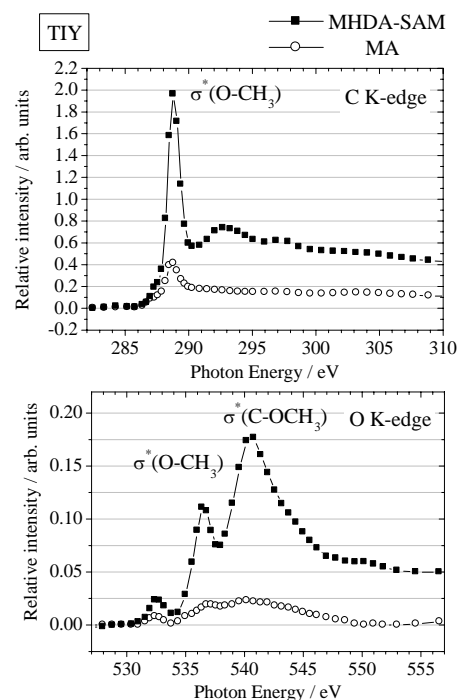 TIY
MHDA-SAM
MA
σ*(O-CH₃)
C K-edge
Relative intensity / arb. units
2.0
1.8
1.6
1.4
1.2
1.0
0.8
0.6
0.4
0.2
0.0
-0.2
285 290 295 300 305 310
Photon Energy / eV
σ*(C-OCH₃)
O K-edge
σ*(O-CH₃)
Relative intensity / arb. units
0.20
0.15
0.10
0.05
0.00
530 535 540 545 550 555
Photon Energy / eV